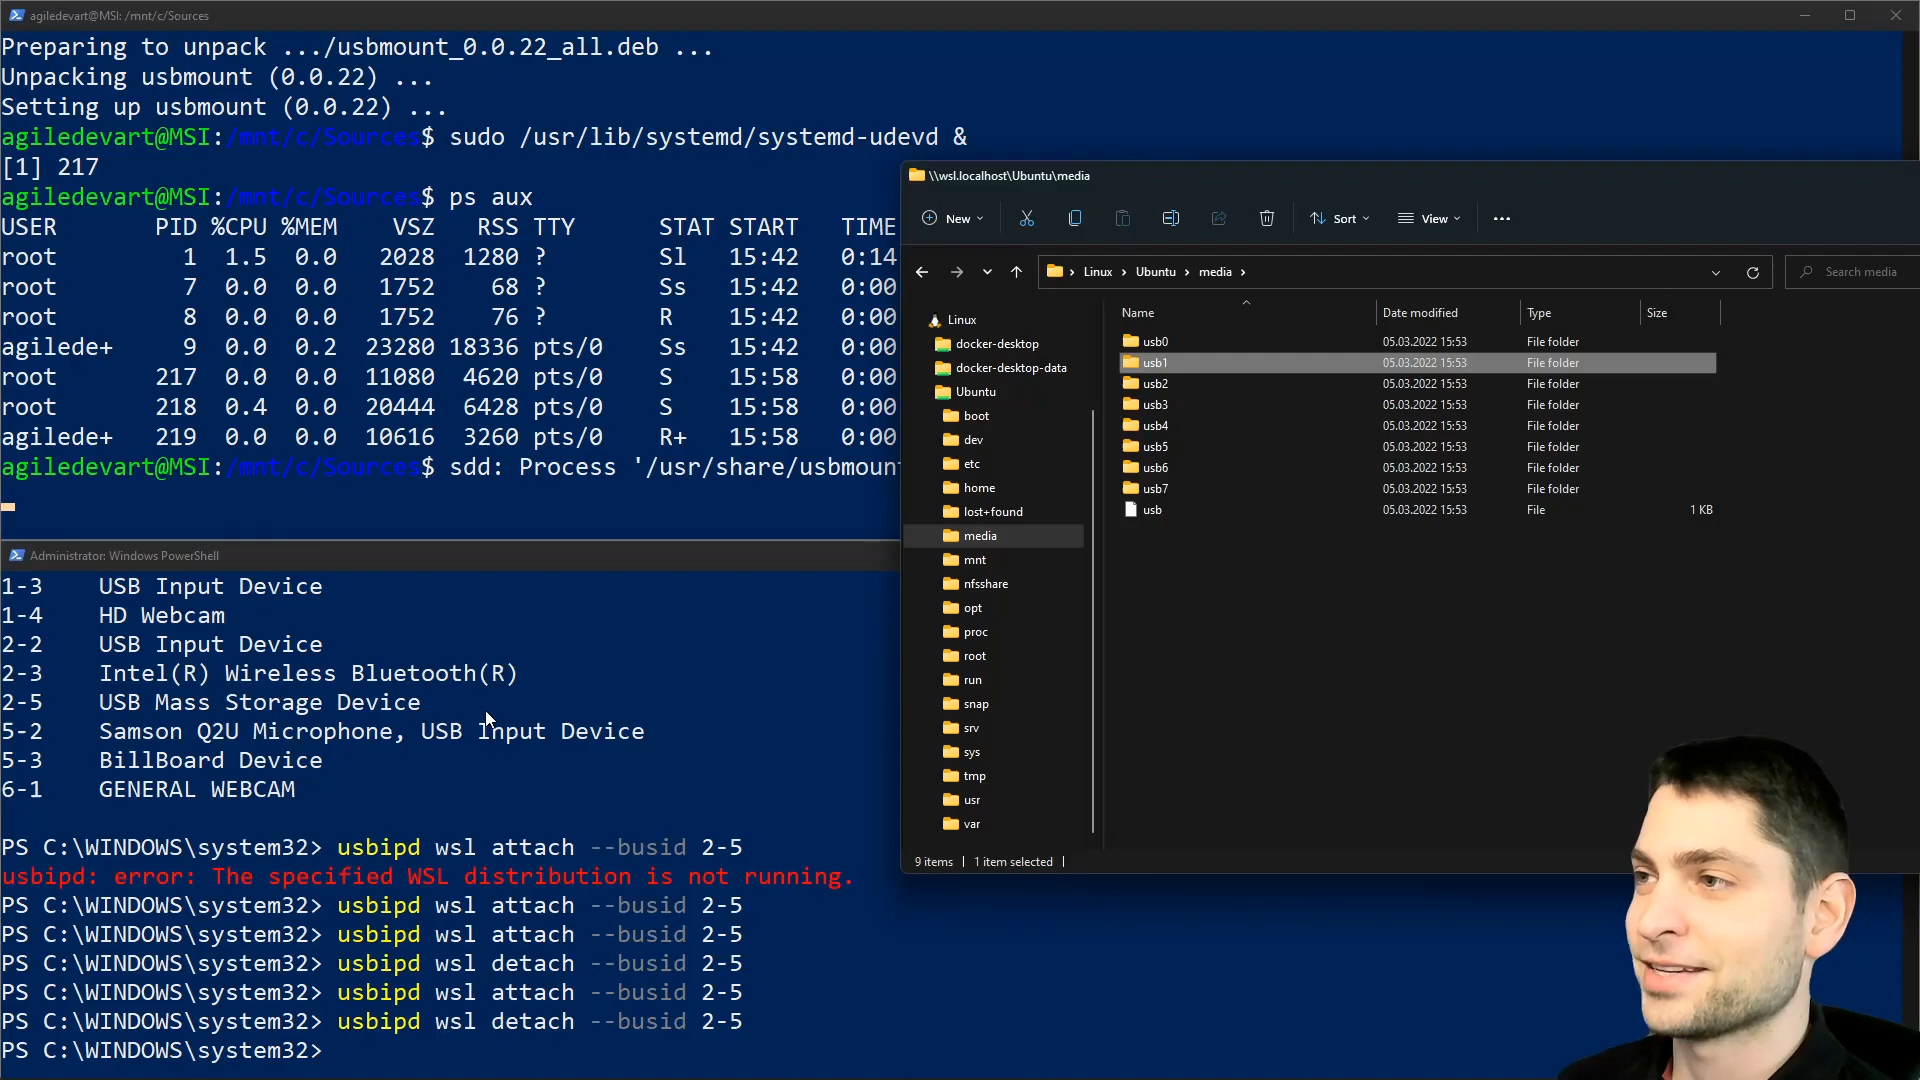 agiledevart@MSI: /mnt/c/Sources
Preparing to unpack .../usbmount_0.0.22_all.deb ...
Unpacking usbmount (0.0.22) ...
Setting up usbmount (0.0.22) ...
agiledevart@MSI:/mnt/c/Sources$ sudo /usr/lib/systemd/systemd-udevd &
[1] 217
agiledevart@MSI:/mnt/c/Sources$ ps aux
USER PID %CPU %MEM VSZ RSS TTY STAT START TIME
root 1 1.5 0.0 2028 1280 ? Sl 15:42 0:14
root 7 0.0 0.0 1752 68 ? Ss 15:42 0:00
root 8 0.0 0.0 1752 76 ? R 15:42 0:00
agilede+ 9 0.0 0.2 23280 18336 pts/0 Ss 15:42 0:00
root 217 0.0 0.0 11080 4620 pts/0 S 15:58 0:00
root 218 0.4 0.0 20444 6428 pts/0 S 15:58 0:00
agilede+ 219 0.0 0.0 10616 3260 pts/0 R+ 15:58 0:00
agiledevart@MSI:/mnt/c/Sources$ sdd: Process '/usr/share/usbmount
Administrator: Windows PowerShell
1-3 USB Input Device
1-4 HD Webcam
2-2 USB Input Device
2-3 Intel(R) Wireless Bluetooth(R)
2-5 USB Mass Storage Device
5-2 Samson Q2U Microphone, USB Input Device
5-3 BillBoard Device
6-1 GENERAL WEBCAM
PS C:\WINDOWS\system32> usbipd wsl attach --busid 2-5
usbipd: error: The specified WSL distribution is not running.
PS C:\WINDOWS\system32> usbipd wsl attach --busid 2-5
PS C:\WINDOWS\system32> usbipd wsl attach --busid 2-5
PS C:\WINDOWS\system32> usbipd wsl detach --busid 2-5
PS C:\WINDOWS\system32> usbipd wsl attach --busid 2-5
PS C:\WINDOWS\system32> usbipd wsl detach --busid 2-5
PS C:\WINDOWS\system32>
\\wsl.localhost\Ubuntu\media
New Sort View
Linux › Ubuntu › media ›
Search media
Linux
docker-desktop
docker-desktop-data
Ubuntu
boot
dev
etc
home
lost+found
media
mnt
nfsshare
opt
proc
root
run
snap
srv
sys
tmp
usr
var
Name Date modified Type Size
usb0 05.03.2022 15:53 File folder
usb1 05.03.2022 15:53 File folder
usb2 05.03.2022 15:53 File folder
usb3 05.03.2022 15:53 File folder
usb4 05.03.2022 15:53 File folder
usb5 05.03.2022 15:53 File folder
usb6 05.03.2022 15:53 File folder
usb7 05.03.2022 15:53 File folder
usb 05.03.2022 15:53 File 1 KB
9 items 1 item selected